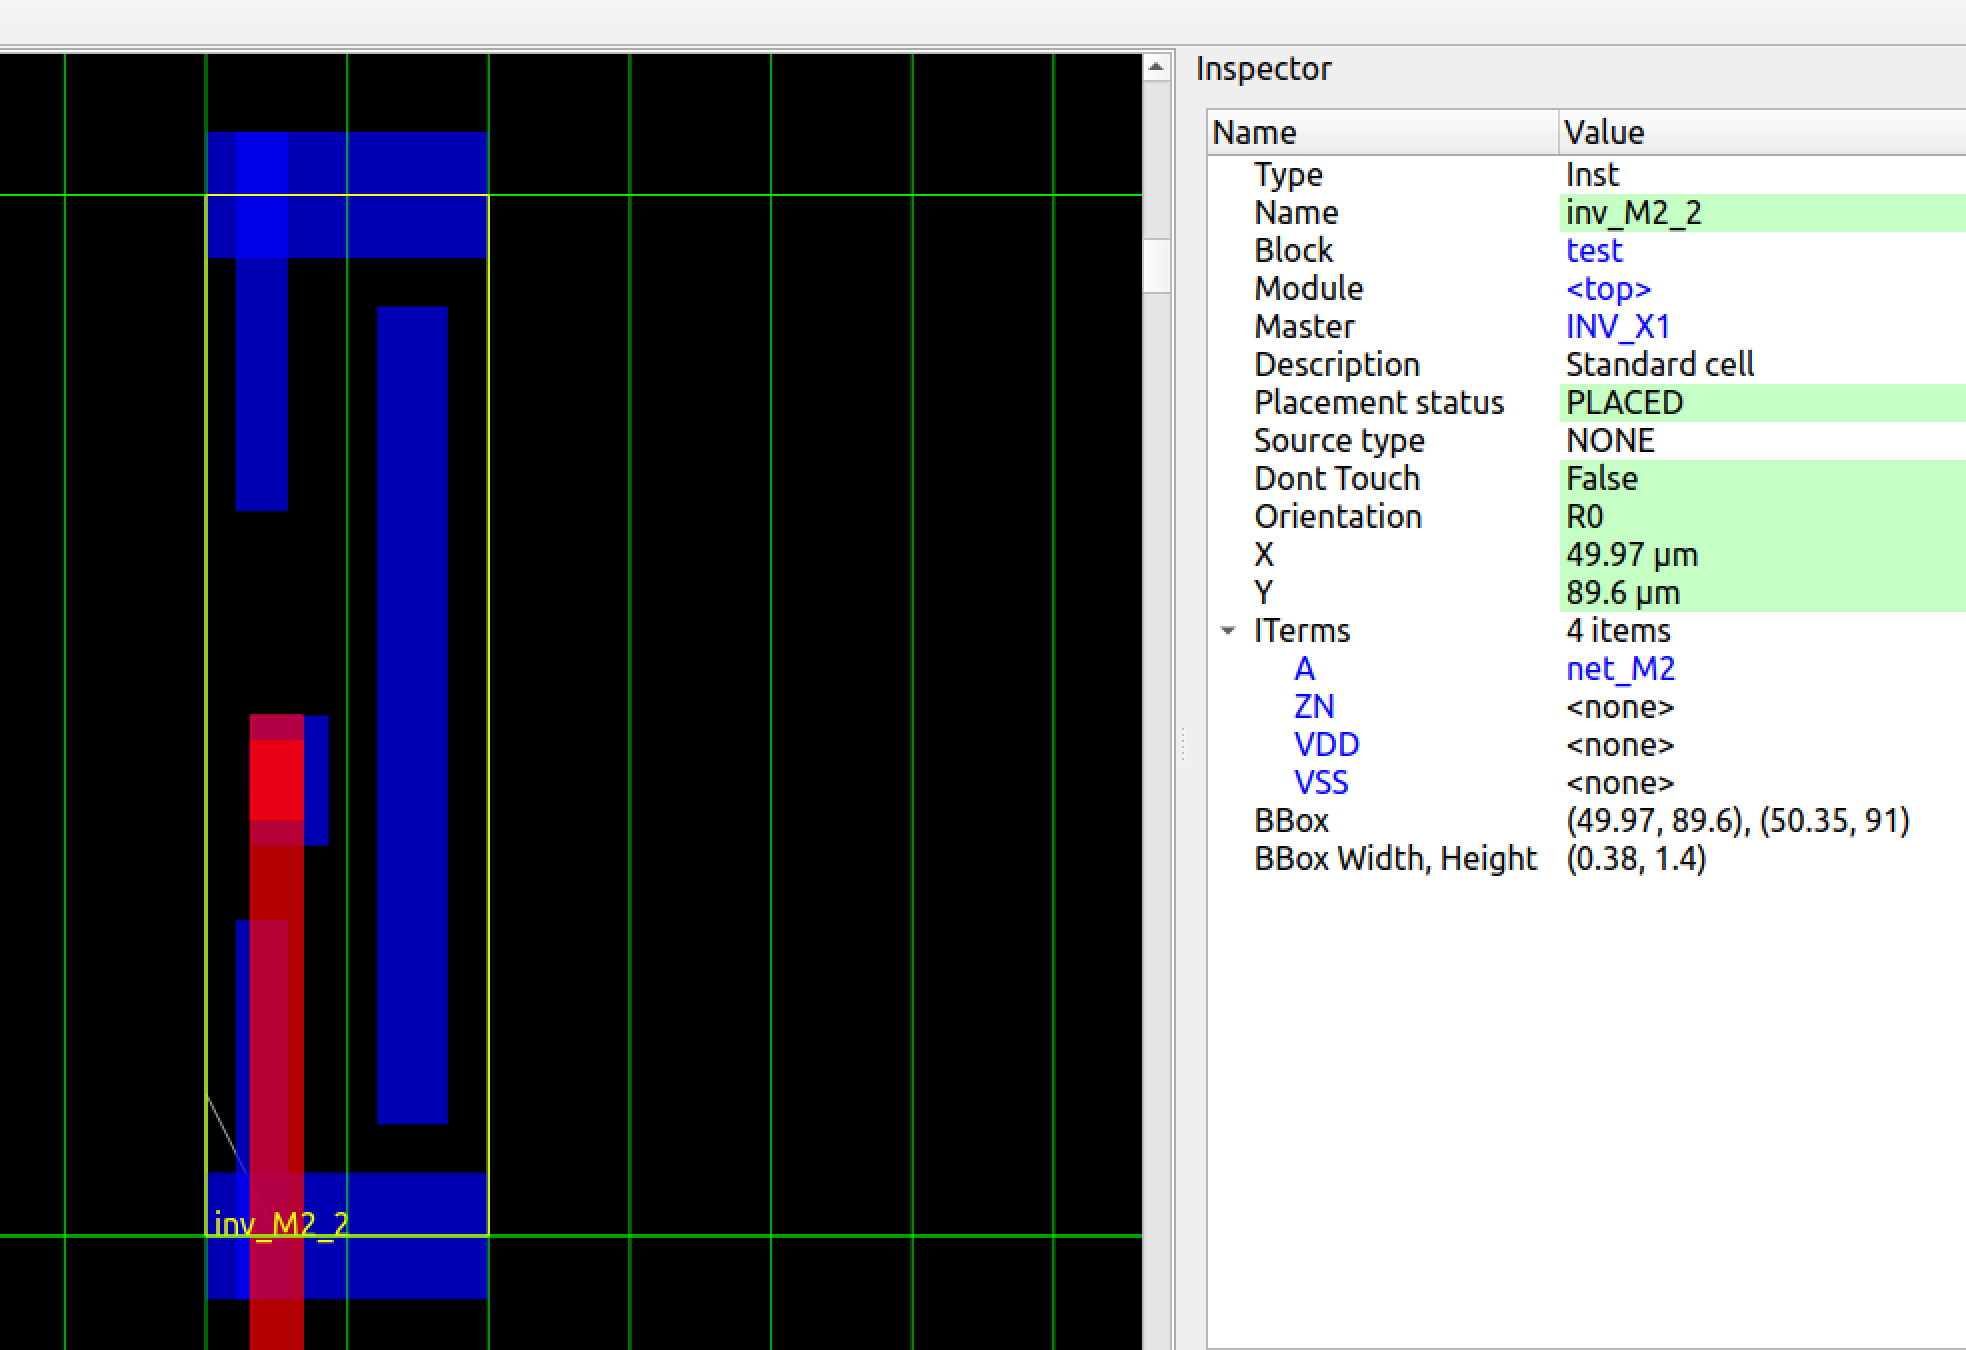 Inspector
Name Value
Type Inst
Name inv_M2_2
Block test
Module <top>
Master INV_X1
Description Standard cell
Placement status PLACED
Source type NONE
Dont Touch False
Orientation R0
X 49.97 µm
Y 89.6 µm
ITerms 4 items
A net_M2
ZN <none>
VDD <none>
VSS <none>
BBox (49.97, 89.6), (50.35, 91)
BBox Width, Height (0.38, 1.4)
inv_M2_2